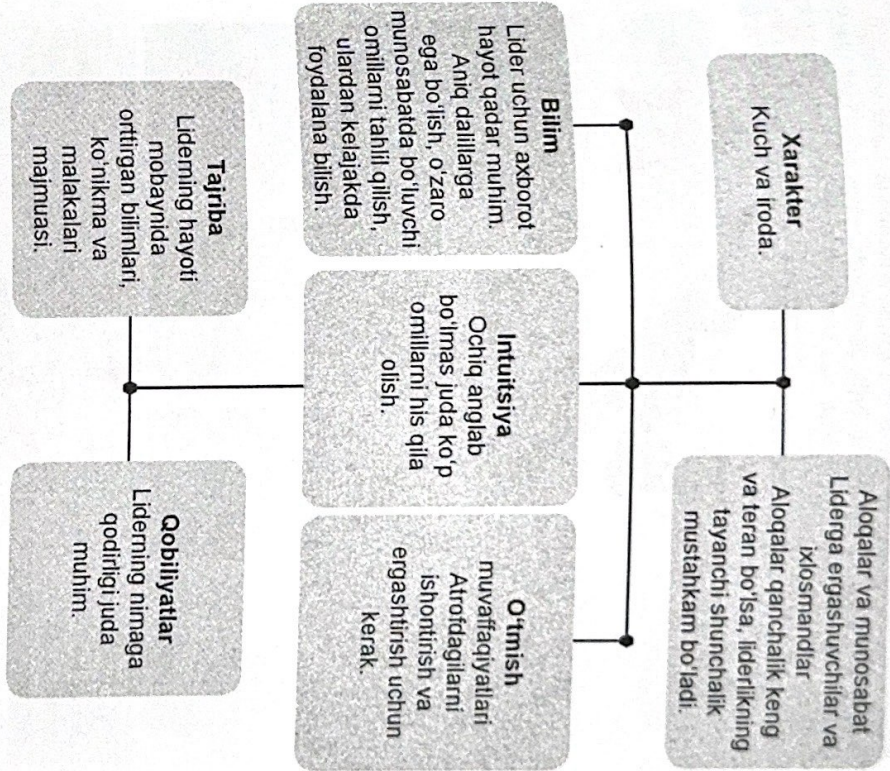 Xarakter
Kuch va iroda.
Aloqalar va munosabat
Liderga ergashuvchilar va
ixlosmandlar
Aloqalar qanchalik keng
va teran bo'lsa, liderlikning
tayanchi shunchalik
mustahkam bo'ladi.
Bilim
Lider uchun axborot
hayot qadar muhim.
Aniq dalillarga
ega bo'lish, o'zaro
munosabatda bo'luvchi
omillarni tahlil qilish,
ulardan kelajakda
foydalana bilish.
Intuitsiya
Ochiq anglab
bo'lmas juda ko'p
omillarni his qila
olish.
O'tmish
muvaffaqiyatlari
Atrofdagilarni
ishontirish va
ergashtirish uchun
kerak.
Tajriba
Liderning hayoti
mobaynida
orttirgan bilimlari,
ko'nikma va
malakalari
majmuasi.
Qobiliyatlar
Liderning nimaga
qodirligi juda
muhim.